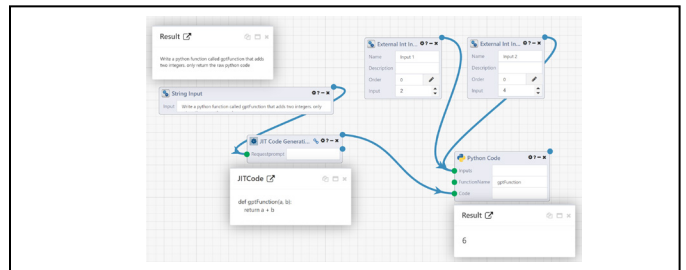 Result
Write a python function called gptfunction that adds
two integers. only return the raw python code
External Int In...
Name Input 1
Description
Order 0
Input 2
External Int In...
Name Input 2
Description
Order 0
Input 4
String Input
Input Write a python function called gptfunction that adds two integers. only
JIT Code Generati...
Requestprompt
JITCode
def gptFunction(a, b):
return a + b
Python Code
Inputs
FunctionName gptfunction
Code
Result
6